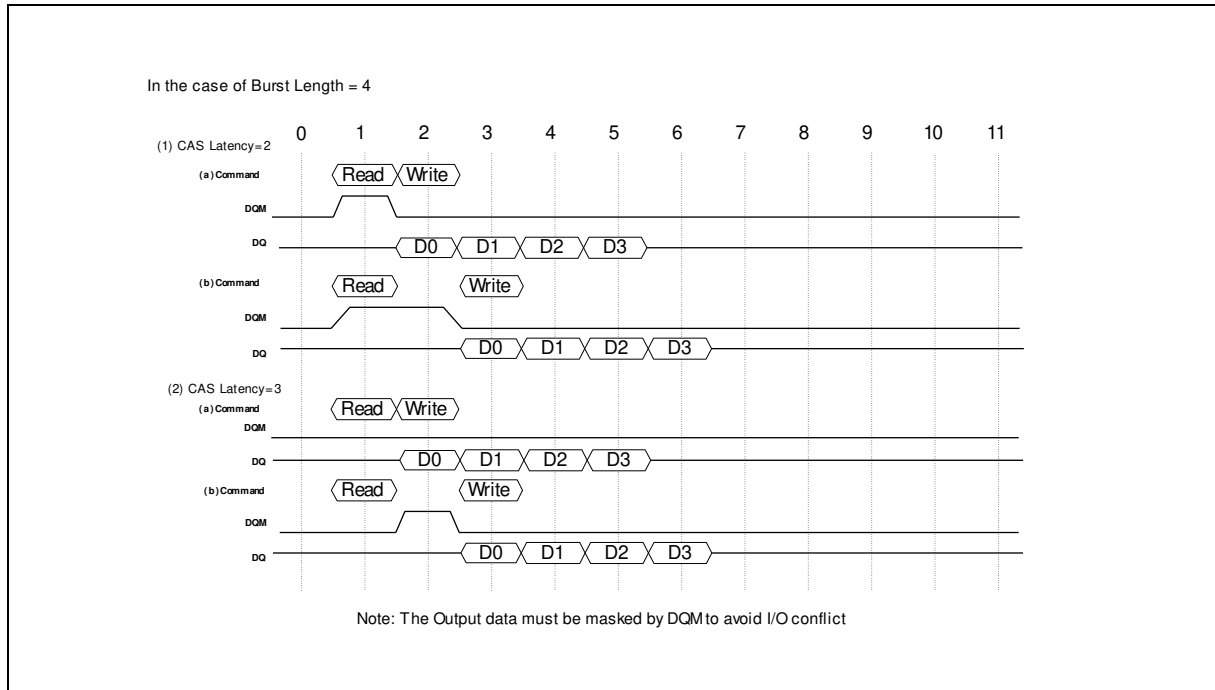 In the case of Burst Length = 4
0 1 2 3 4 5 6 7 8 9 10 11
(1) CAS Latency=2
(a)Command Read Write
DQM
DQ D0 D1 D2 D3
(b)Command Read Write
DQM
DQ D0 D1 D2 D3
(2) CAS Latency=3
(a)Command Read Write
DQM
DQ D0 D1 D2 D3
(b)Command Read Write
DQM
DQ D0 D1 D2 D3
Note: The Output data must be masked by DQM to avoid I/O conflict